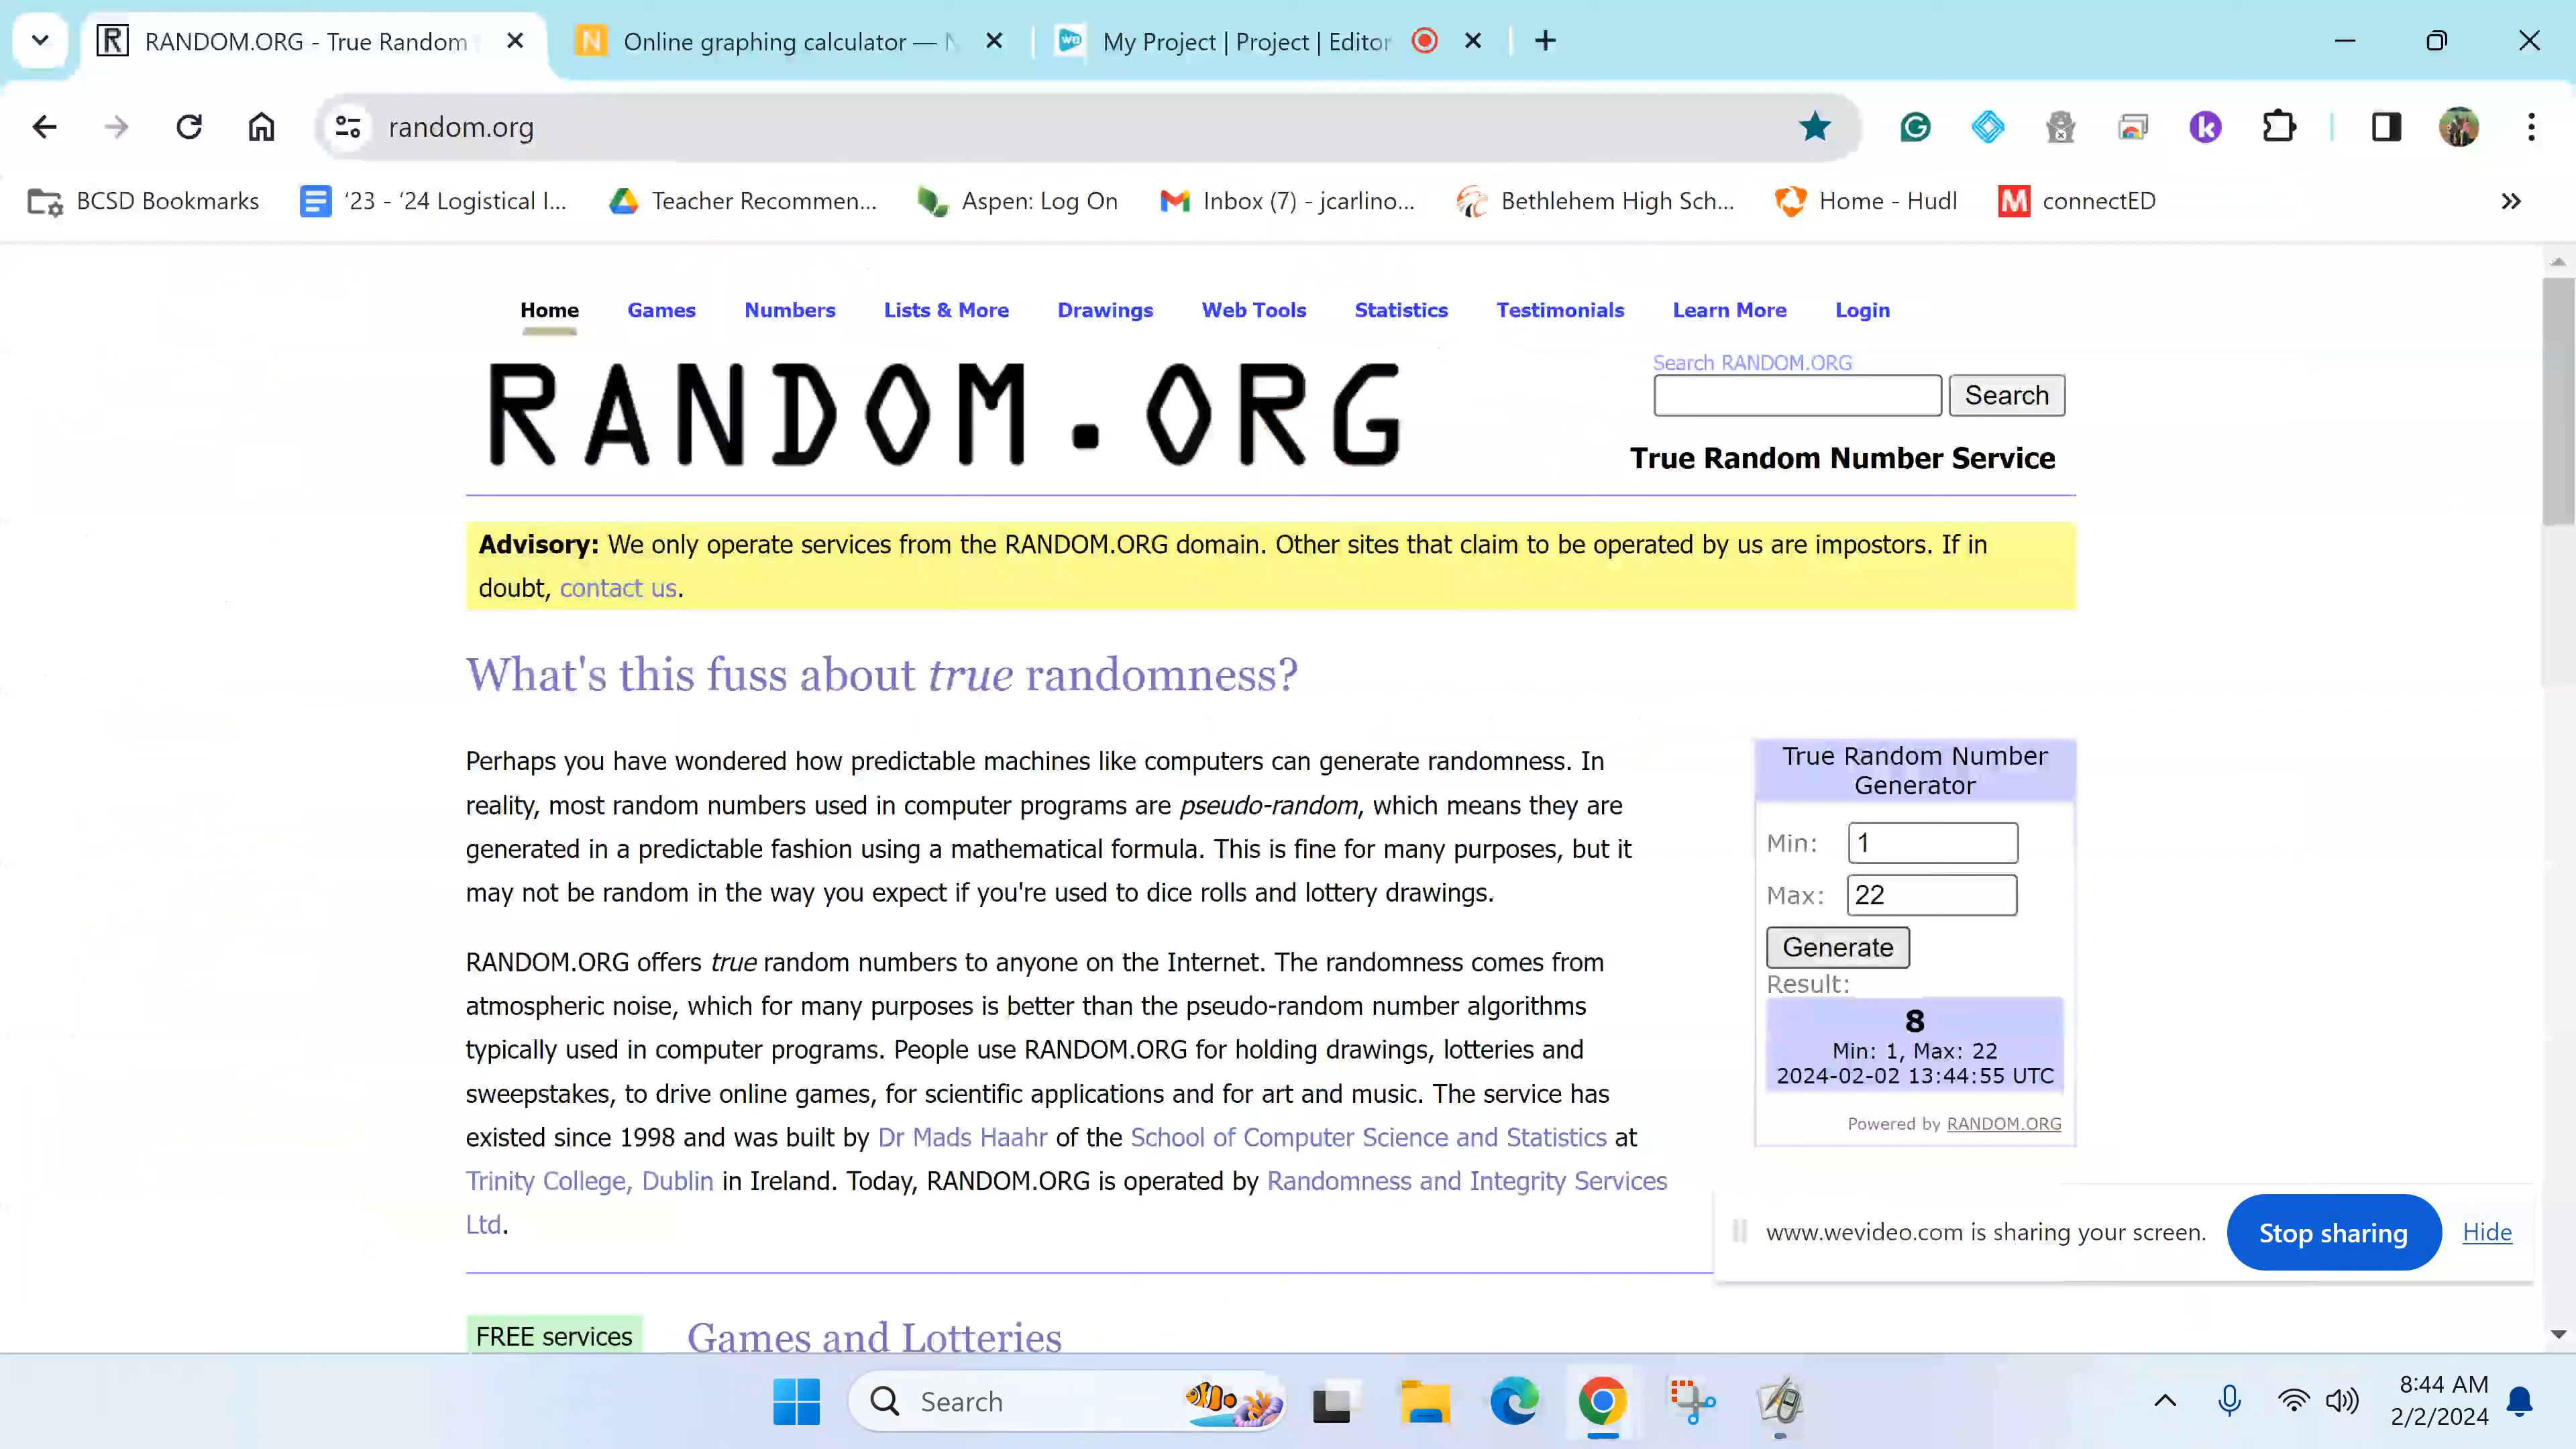 RANDOM.ORG - True Random
Online graphing calculator —
My Project | Project | Editor
random.org
BCSD Bookmarks
‘23 - ‘24 Logistical I...
Teacher Recommen...
Aspen: Log On
Inbox (7) - jcarlino...
Bethlehem High Sch...
Home - Hudl
connectED
Home Games Numbers Lists & More Drawings Web Tools Statistics Testimonials Learn More Login
RANDOM.ORG
Search RANDOM.ORG
Search
True Random Number Service
Advisory: We only operate services from the RANDOM.ORG domain. Other sites that claim to be operated by us are impostors. If in
doubt, contact us.
What's this fuss about true randomness?
Perhaps you have wondered how predictable machines like computers can generate randomness. In
reality, most random numbers used in computer programs are pseudo-random, which means they are
generated in a predictable fashion using a mathematical formula. This is fine for many purposes, but it
may not be random in the way you expect if you're used to dice rolls and lottery drawings.
RANDOM.ORG offers true random numbers to anyone on the Internet. The randomness comes from
atmospheric noise, which for many purposes is better than the pseudo-random number algorithms
typically used in computer programs. People use RANDOM.ORG for holding drawings, lotteries and
sweepstakes, to drive online games, for scientific applications and for art and music. The service has
existed since 1998 and was built by Dr Mads Haahr of the School of Computer Science and Statistics at
Trinity College, Dublin in Ireland. Today, RANDOM.ORG is operated by Randomness and Integrity Services
Ltd.
True Random Number
Generator
Min: 1
Max: 22
Generate
Result:
8
Min: 1, Max: 22
2024-02-02 13:44:55 UTC
Powered by RANDOM.ORG
www.wevideo.com is sharing your screen.
Stop sharing
Hide
FREE services
Games and Lotteries
Search
8:44 AM
2/2/2024